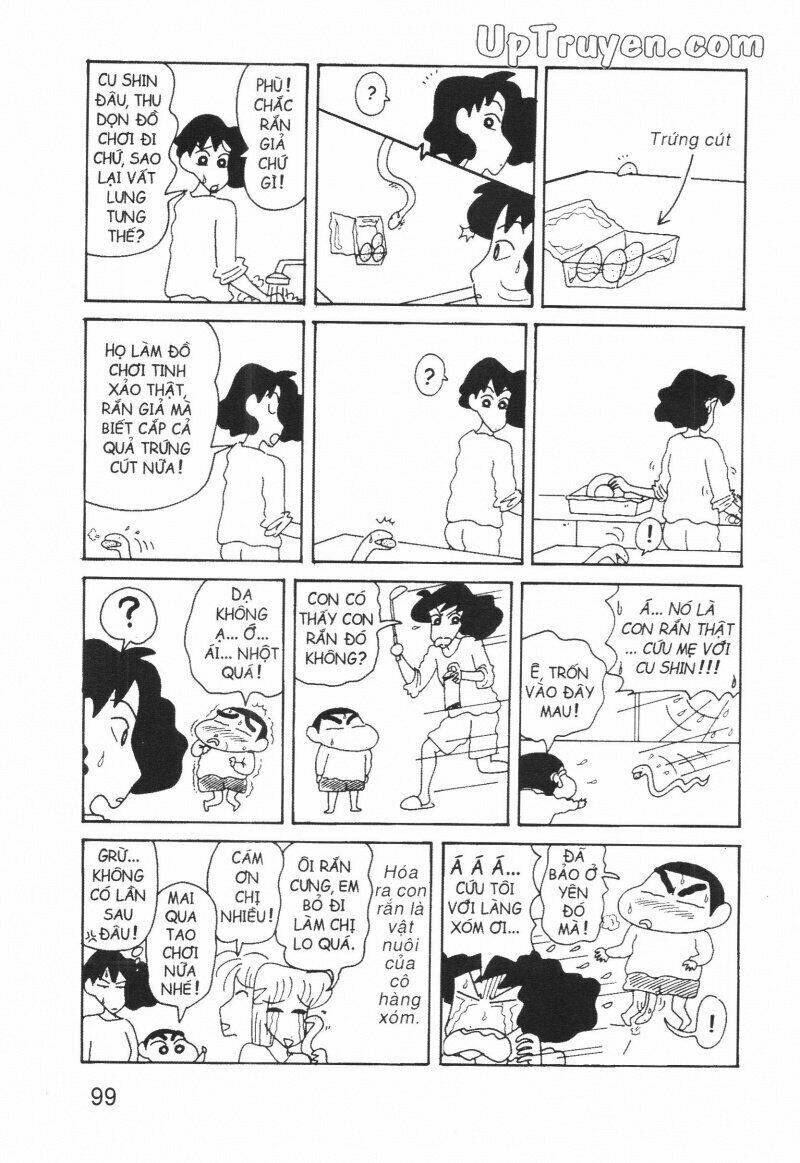 UpTruyen.com
Trứng cút
?
PHÙ!
CHẮC
RẮN
GIẢ
CHỨ
GÌ!
CU SHIN
ĐÂU, THU
DỌN ĐỒ
CHƠI ĐI
CHỨ, SAO
LẠI VẤT
LUNG
TUNG
THẾ?
!
?
HỌ LÀM ĐỒ
CHƠI TINH
XẢO THẬT,
RẮN GIẢ MÀ
BIẾT CẮP CẢ
QUẢ TRỨNG
CÚT NỮA!
Á... NÓ LÀ
CON RẮN THẬT
... CỨU MẸ VỚI
CU SHIN!!!
Ê, TRỐN
VÀO ĐÂY
MAU!
CON CÓ
THẤY CON
RẮN ĐÓ
KHÔNG?
DẠ
KHÔNG
Ạ... Ớ...
ÁI... NHỘT
QUÁ!
?
ĐÃ
BẢO Ở
YÊN
ĐÓ
MÀ!
!
Á Á Á...
CỨU TÔI
VỚI LÀNG
XÓM ƠI...
Hóa
ra con
rắn là
vật
nuôi
của
cô
hàng
xóm.
ÔI RẮN
CƯNG, EM
BỎ ĐI
LÀM CHỊ
LO QUÁ.
CÁM
ƠN
CHỊ
NHIỀU!
MAI
QUA
TAO
CHƠI
NỮA
NHÉ!
GRỪ...
KHÔNG
CÓ LẦN
SAU
ĐÂU!
99